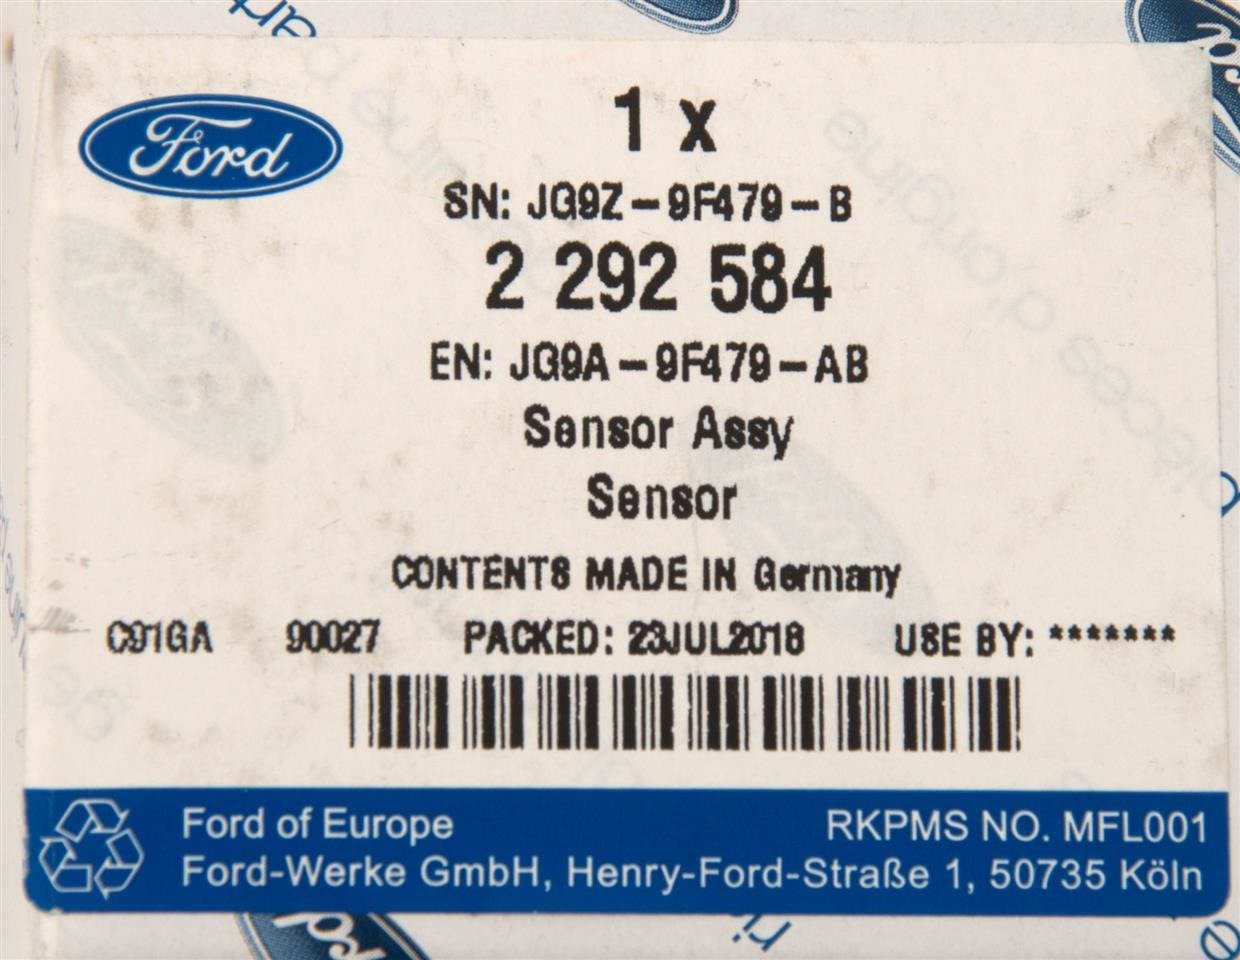 Ford
1 x
SN: JG9Z-9F479-B
2 292 584
EN: JG9A-9F479-AB
Sensor Assy
Sensor
CONTENTS MADE IN Germany
C91GA 90027 PACKED: 23JUL2018 USE BY: *******
Ford of Europe RKPMS NO. MFL001
Ford-Werke GmbH, Henry-Ford-Straße 1, 50735 Köln
pièces d'origine